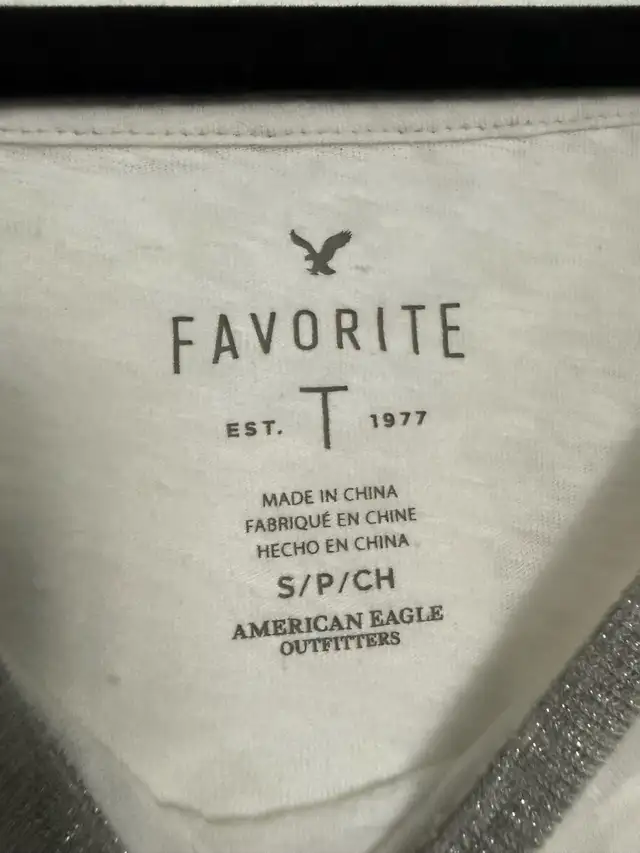 FAVORITE
EST. T 1977
MADE IN CHINA
FABRIQUÉ EN CHINE
HECHO EN CHINA
S/P/CH
AMERICAN EAGLE
OUTFITTERS